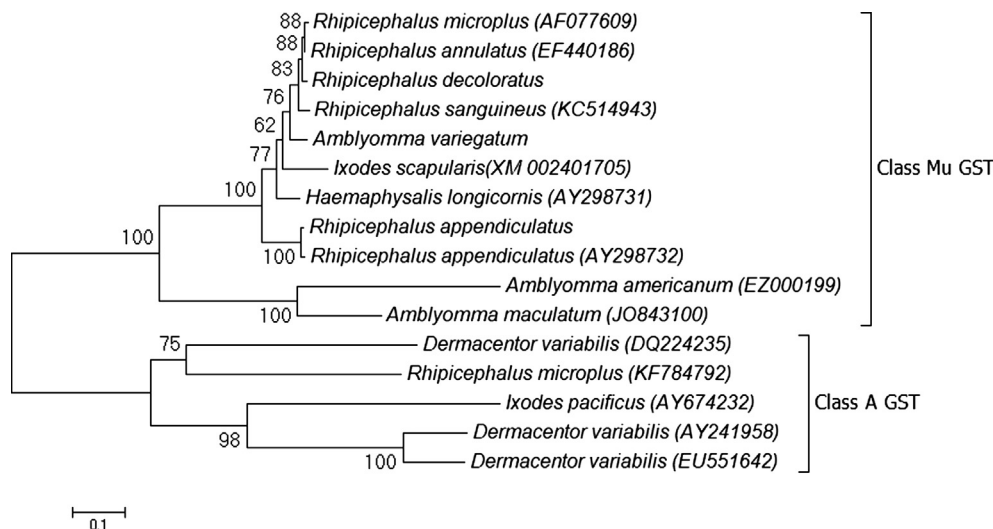 88 Rhipicephalus microplus (AF077609)
88 Rhipicephalus annulatus (EF440186)
83 Rhipicephalus decoloratus
76 Rhipicephalus sanguineus (KC514943)
62 Amblyomma variegatum
77 Ixodes scapularis(XM 002401705)
Class Mu GST
100 Haemaphysalis longicornis (AY298731)
Rhipicephalus appendiculatus
100 100 Rhipicephalus appendiculatus (AY298732)
Amblyomma americanum (EZ000199)
100 Amblyomma maculatum (JO843100)
75 Dermacentor variabilis (DQ224235)
Rhipicephalus microplus (KF784792)
Ixodes pacificus (AY674232)
Class A GST
98 Dermacentor variabilis (AY241958)
100 Dermacentor variabilis (EU551642)
0.1